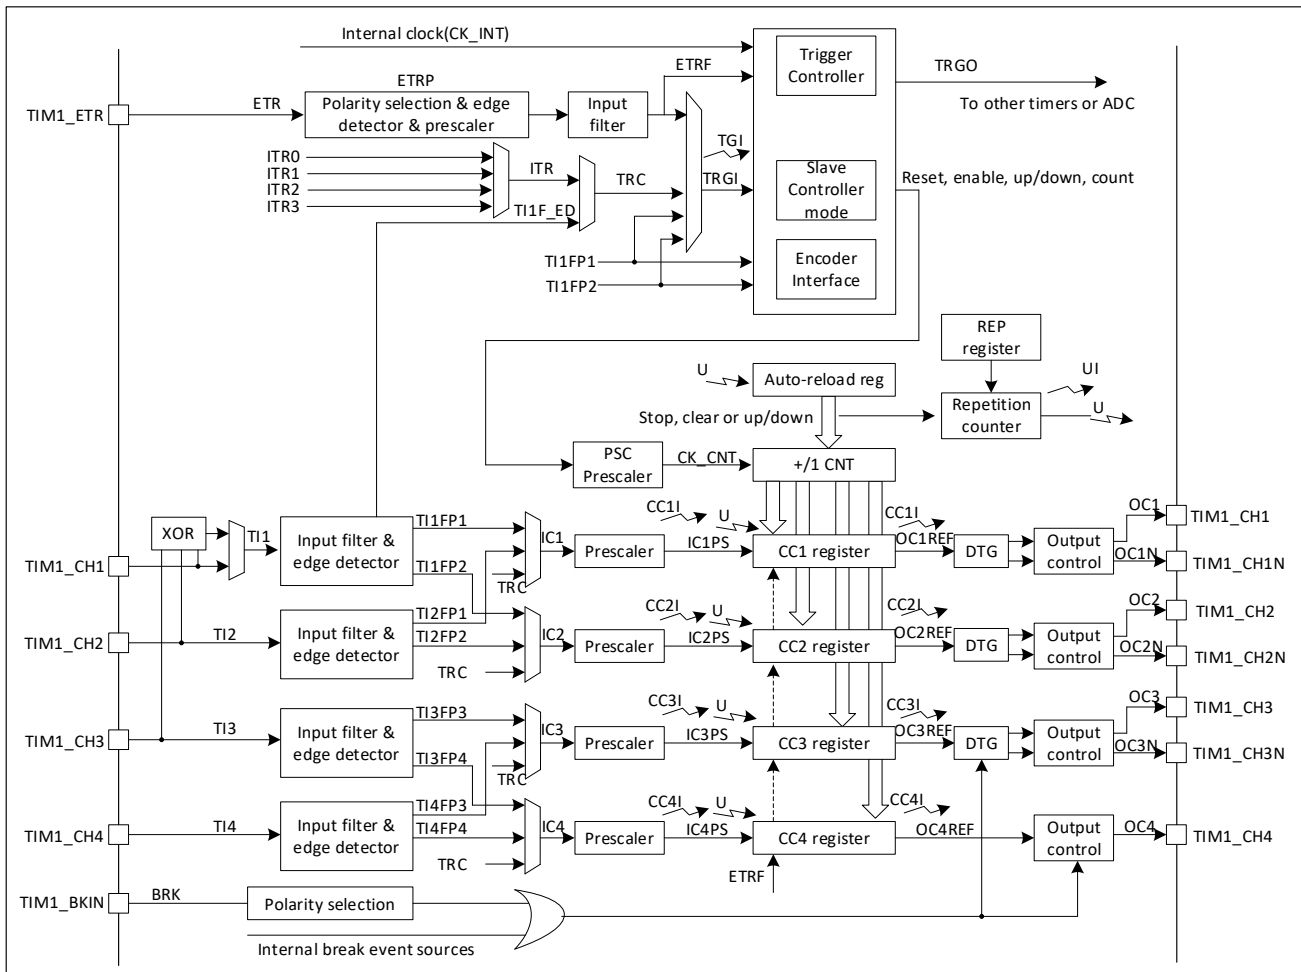 Internal clock(CK_INT)
Trigger
Controller
ETRF
TRGO
ETRP
ETR
TIM1_ETR
Polarity selection & edge
detector & prescaler
Input
filter
To other timers or ADC
TGI
ITR0
ITR1
ITR2
ITR3
ITR
TRC
TRGI
Slave
Controller
mode
Reset, enable, up/down, count
TI1F_ED
TI1FP1
TI1FP2
Encoder
Interface
REP
register
U
Auto-reload reg
UI
Stop, clear or up/down
Repetition
counter
U
PSC
Prescaler
CK_CNT
+/1 CNT
XOR
TI1
TIM1_CH1
Input filter &
edge detector
TI1FP1
TI1FP2
IC1
TRC
Prescaler
CC1I
U
IC1PS
CC1 register
CC1I
OC1REF
DTG
Output
control
OC1
OC1N
TIM1_CH1
TIM1_CH1N
TIM1_CH2
TI2
Input filter &
edge detector
TI2FP1
TI2FP2
TRC
IC2
Prescaler
CC2I
U
IC2PS
CC2 register
CC2I
OC2REF
DTG
Output
control
OC2
OC2N
TIM1_CH2
TIM1_CH2N
TIM1_CH3
TI3
Input filter &
edge detector
TI3FP3
TI3FP4
IC3
TRC
Prescaler
CC3I
U
IC3PS
CC3 register
CC3I
OC3REF
DTG
Output
control
OC3
OC3N
TIM1_CH3
TIM1_CH3N
TIM1_CH4
TI4
Input filter &
edge detector
TI4FP3
TI4FP4
TRC
IC4
Prescaler
CC4I
U
IC4PS
CC4 register
CC4I
OC4REF
Output
control
OC4
TIM1_CH4
ETRF
TIM1_BKIN
BRK
Polarity selection
Internal break event sources